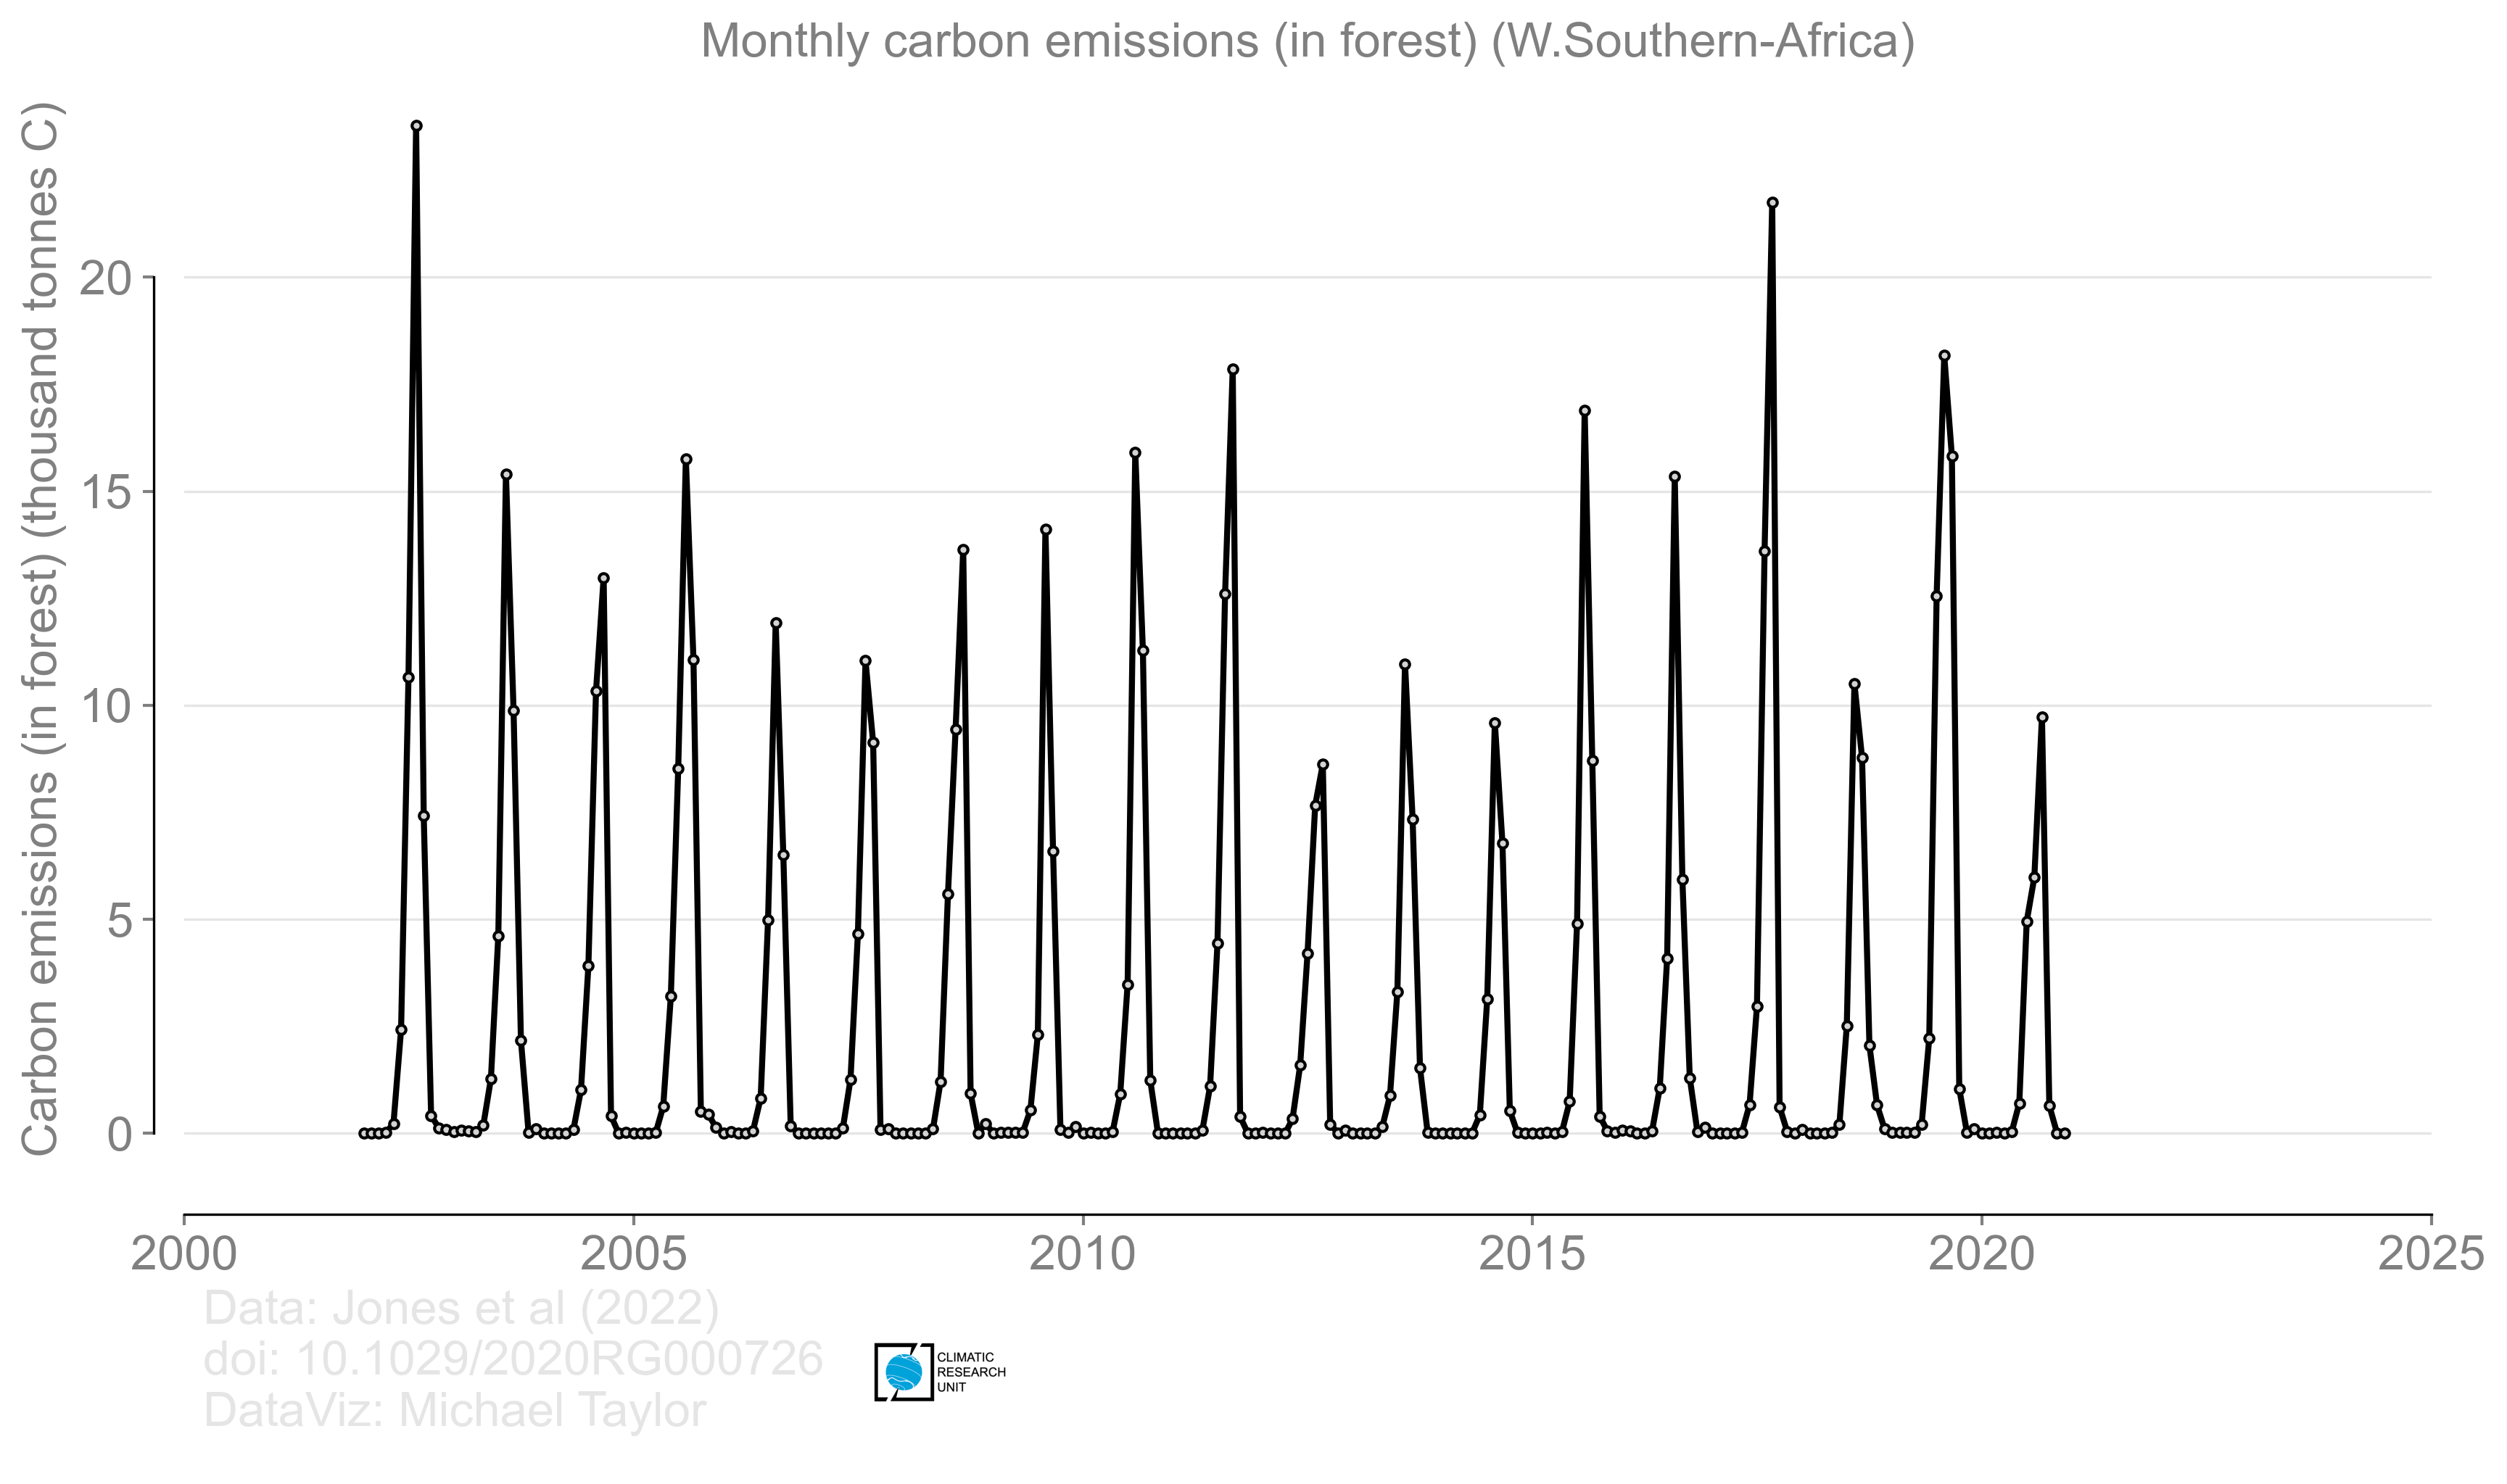 Monthly carbon emissions (in forest) (W.Southern-Africa)
Carbon emissions (in forest) (thousand tonnes C)
20
15
10
5
0
2000 2005 2010 2015 2020 2025
Data: Jones et al (2022)
doi: 10.1029/2020RG000726
DataViz: Michael Taylor
CLIMATIC
RESEARCH
UNIT